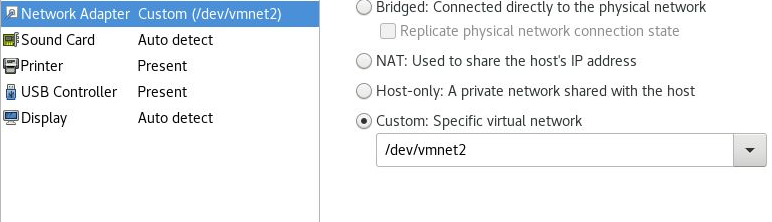 Network Adapter Custom (/dev/vmnet2)
Sound Card Auto detect
Printer Present
USB Controller Present
Display Auto detect
Bridged: Connected directly to the physical network
Replicate physical network connection state
NAT: Used to share the host's IP address
Host-only: A private network shared with the host
Custom: Specific virtual network
/dev/vmnet2